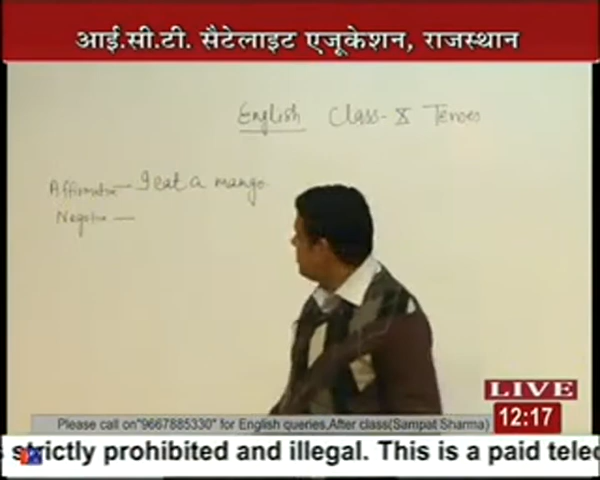 आई.सी.टी. सैटेलाइट एजूकेशन, राजस्थान
English Class-X Tenses
Affirmative — I eat a mango
Negative —
LIVE
12:17
Please call on"9667885330" for English queries,After class(Sampat Sharma)
strictly prohibited and illegal. This is a paid telec